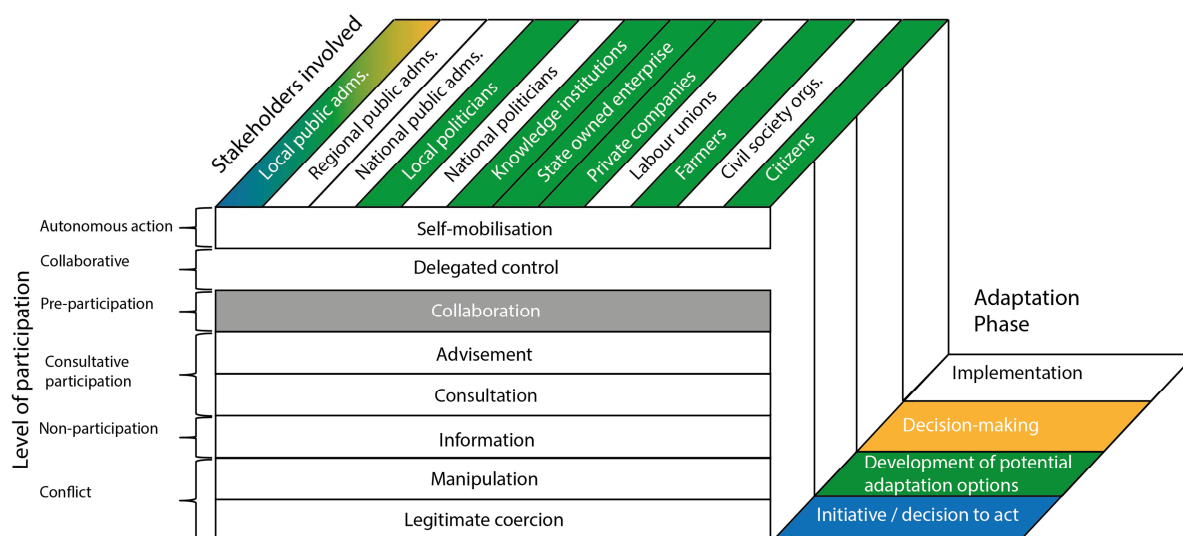 Stakeholders involved
Local public adms.
Regional public adms.
National public adms.
Local politicians
National politicians
Knowledge institutions
State owned enterprise
Private companies
Labour unions
Farmers
Civil society orgs.
Citizens
Level of participation
Autonomous action
Self-mobilisation
Collaborative
Delegated control
Pre-participation
Collaboration
Consultative
participation
Advisement
Consultation
Non-participation
Information
Conflict
Manipulation
Legitimate coercion
Adaptation
Phase
Implementation
Decision-making
Development of potential
adaptation options
Initiative / decision to act